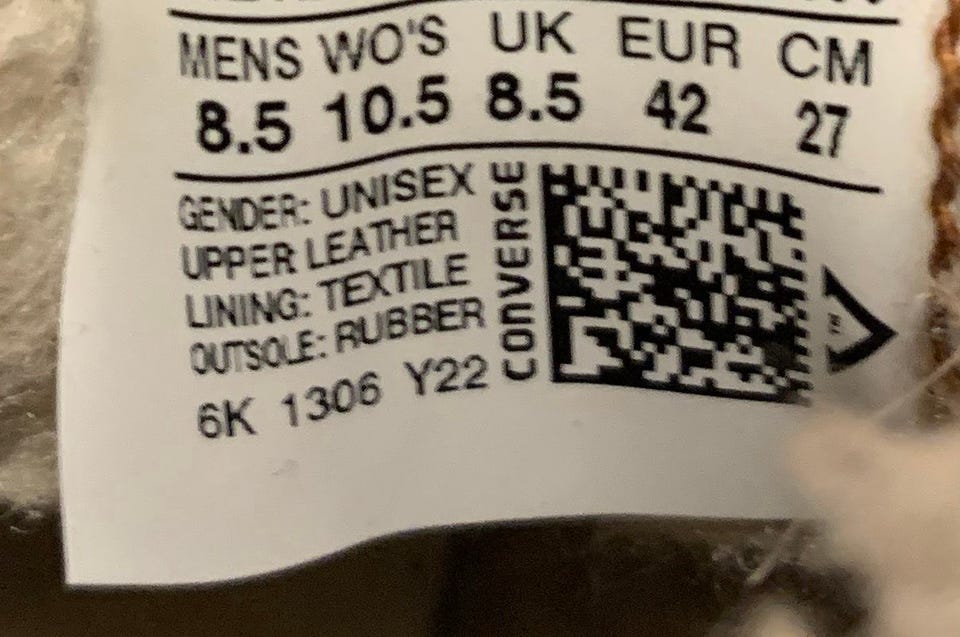 MENS WO'S UK EUR CM
8.5 10.5 8.5 42 27
GENDER: UNISEX
UPPER LEATHER
LINING: TEXTILE
OUTSOLE: RUBBER
6K 1306 Y22
CONVERSE
TM